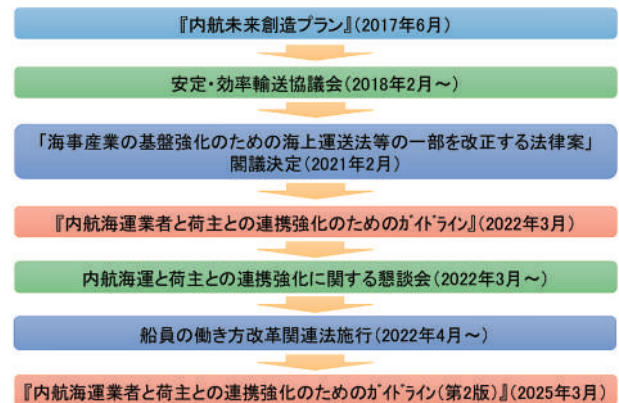 『内航未来創造プラン』(2017年6月)
安定・効率輸送協議会(2018年2月～)
「海事産業の基盤強化のための海上運送法等の一部を改正する法律案」
閣議決定(2021年2月)
『内航海運業者と荷主との連携強化のためのｶﾞｲﾄﾞﾗｲﾝ』(2022年3月)
内航海運と荷主との連携強化に関する懇談会(2022年3月～)
船員の働き方改革関連法施行(2022年4月～)
『内航海運業者と荷主との連携強化のためのｶﾞｲﾄﾞﾗｲﾝ(第2版)』(2025年3月)